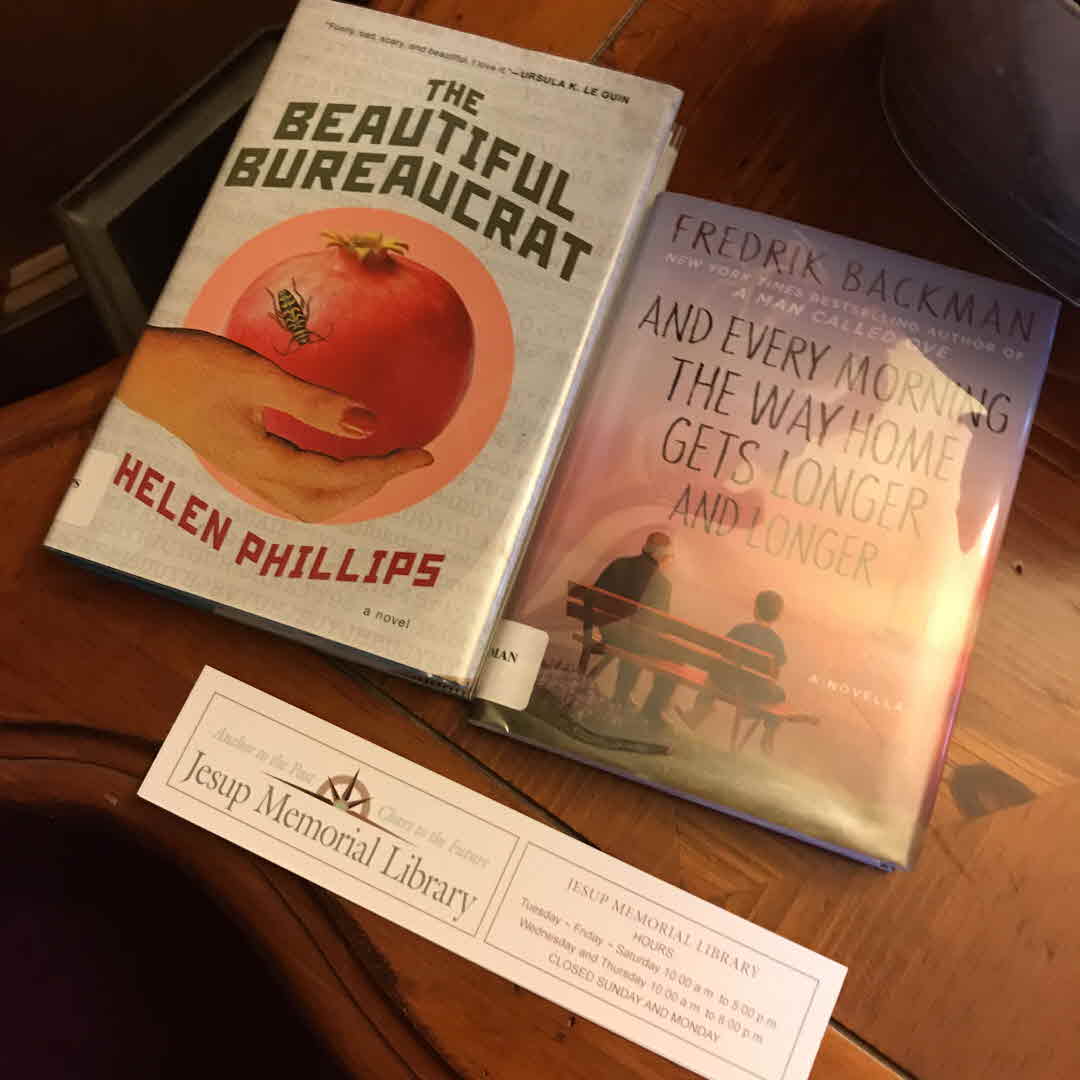 "Funny, sad, scary, and beautiful. I love it."—URSULA K. LE GUIN
THE
BEAUTIFUL
BUREAUCRAT
HELEN PHILLIPS
a novel
FREDRIK BACKMAN
NEW YORK TIMES BESTSELLING AUTHOR OF
A MAN CALLED OVE
AND EVERY MORNING
THE WAY HOME
GETS LONGER
AND LONGER
A NOVELLA
MAN
Anchor to the Past
Chart to the Future
Jesup Memorial Library
JESUP MEMORIAL LIBRARY
HOURS
Tuesday ~ Friday ~ Saturday 10:00 a.m. to 5:00 p.m.
Wednesday and Thursday 10:00 a.m. to 8:00 p.m.
CLOSED SUNDAY AND MONDAY